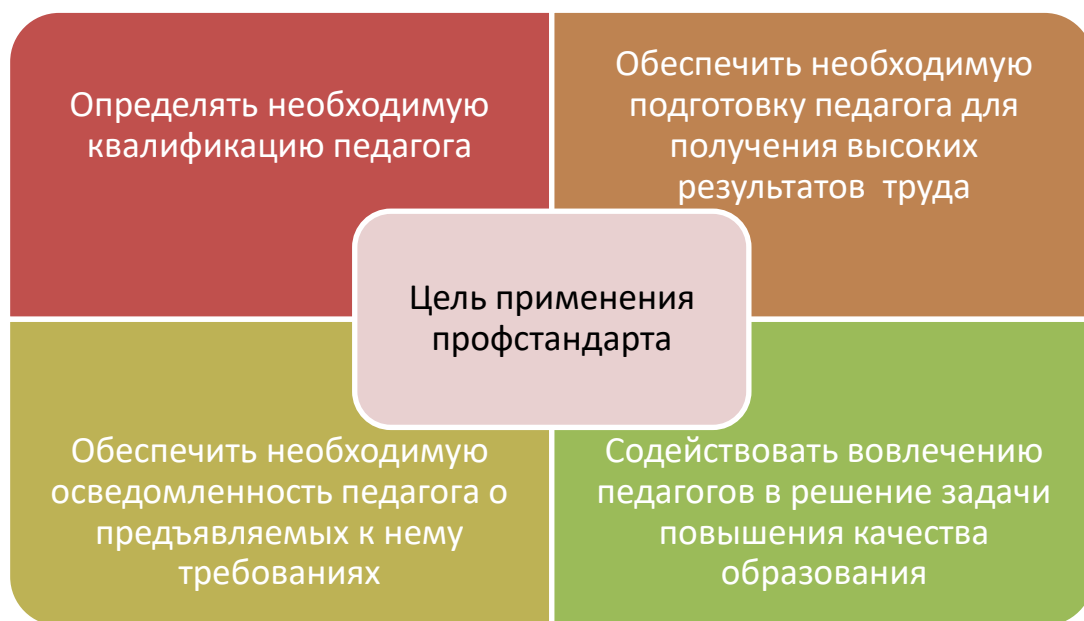 Определять необходимую
квалификацию педагога
Обеспечить необходимую
подготовку педагога для
получения высоких
результатов труда
Цель применения
профстандарта
Обеспечить необходимую
осведомленность педагога о
предъявляемых к нему
требованиях
Содействовать вовлечению
педагогов в решение задачи
повышения качества
образования